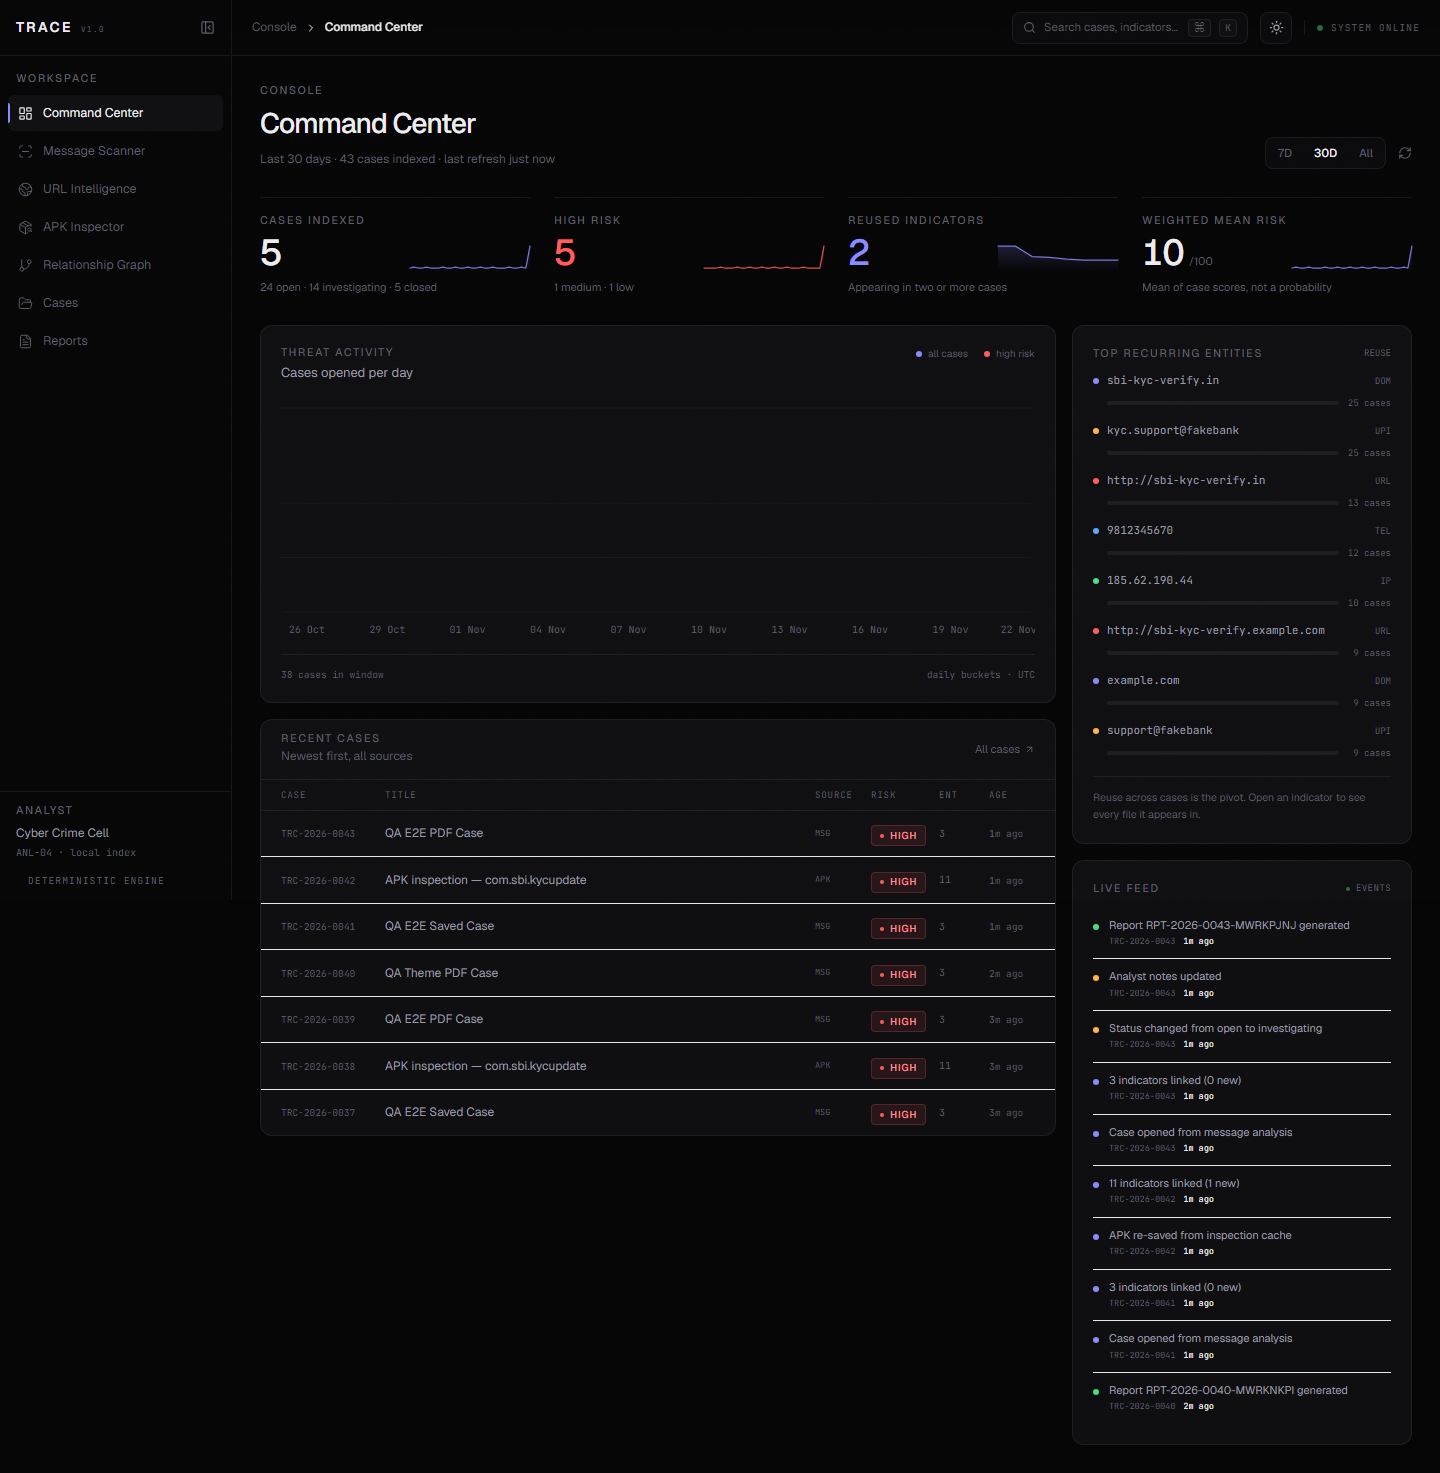 TRACE V1.0
Console > Command Center
Search cases, indicators... ⌘ K
SYSTEM ONLINE
WORKSPACE
Command Center
Message Scanner
URL Intelligence
APK Inspector
Relationship Graph
Cases
Reports
ANALYST
Cyber Crime Cell
ANL-04 · local index
DETERMINISTIC ENGINE
CONSOLE
Command Center
Last 30 days · 43 cases indexed · last refresh just now
7D 30D All
CASES INDEXED
5
24 open · 14 investigating · 5 closed
HIGH RISK
5
1 medium · 1 low
REUSED INDICATORS
2
Appearing in two or more cases
WEIGHTED MEAN RISK
10 /100
Mean of case scores, not a probability
THREAT ACTIVITY
Cases opened per day
all cases high risk
26 Oct 29 Oct 01 Nov 04 Nov 07 Nov 10 Nov 13 Nov 16 Nov 19 Nov 22 Nov
38 cases in window
daily buckets · UTC
RECENT CASES
Newest first, all sources
All cases
CASE TITLE SOURCE RISK ENT AGE
TRC-2026-0043 QA E2E PDF Case MSG HIGH 3 1m ago
TRC-2026-0042 APK inspection — com.sbi.kycupdate APK HIGH 11 1m ago
TRC-2026-0041 QA E2E Saved Case MSG HIGH 3 1m ago
TRC-2026-0040 QA Theme PDF Case MSG HIGH 3 2m ago
TRC-2026-0039 QA E2E PDF Case MSG HIGH 3 3m ago
TRC-2026-0038 APK inspection — com.sbi.kycupdate APK HIGH 11 3m ago
TRC-2026-0037 QA E2E Saved Case MSG HIGH 3 3m ago
TOP RECURRING ENTITIES REUSE
sbi-kyc-verify.in DOM
25 cases
kyc.support@fakebank UPI
25 cases
http://sbi-kyc-verify.in URL
13 cases
9812345670 TEL
12 cases
185.62.190.44 IP
10 cases
http://sbi-kyc-verify.example.com URL
9 cases
example.com DOM
9 cases
support@fakebank UPI
9 cases
Reuse across cases is the pivot. Open an indicator to see
every file it appears in.
LIVE FEED EVENTS
Report RPT-2026-0043-MWRKPJNJ generated
TRC-2026-0043 1m ago
Analyst notes updated
TRC-2026-0043 1m ago
Status changed from open to investigating
TRC-2026-0043 1m ago
3 indicators linked (0 new)
TRC-2026-0043 1m ago
Case opened from message analysis
TRC-2026-0043 1m ago
11 indicators linked (1 new)
TRC-2026-0042 1m ago
APK re-saved from inspection cache
TRC-2026-0042 1m ago
3 indicators linked (0 new)
TRC-2026-0041 1m ago
Case opened from message analysis
TRC-2026-0041 1m ago
Report RPT-2026-0040-MWRKNKPI generated
TRC-2026-0040 2m ago